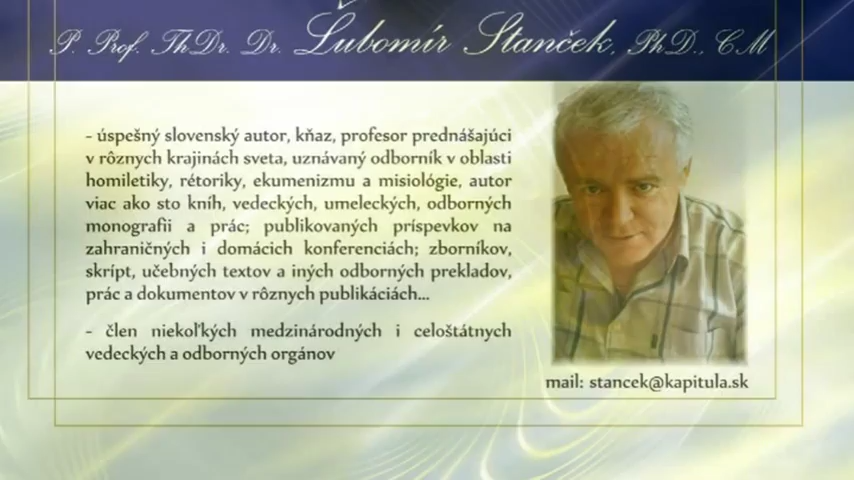 P. Prof. ThDr. Dr. Ľubomír Stanček, PhD., CM
- úspešný slovenský autor, kňaz, profesor prednášajúci
v rôznych krajinách sveta, uznávaný odborník v oblasti
homiletiky, rétoriky, ekumenizmu a misiológie, autor
viac ako sto kníh, vedeckých, umeleckých, odborných
monografii a prác; publikovaných príspevkov na
zahraničných i domácich konferenciách; zborníkov,
skrípt, učebných textov a iných odborných prekladov,
prác a dokumentov v rôznych publikáciách...
- člen niekoľkých medzinárodných i celoštátnych
vedeckých a odborných orgánov
mail: stancek@kapitula.sk